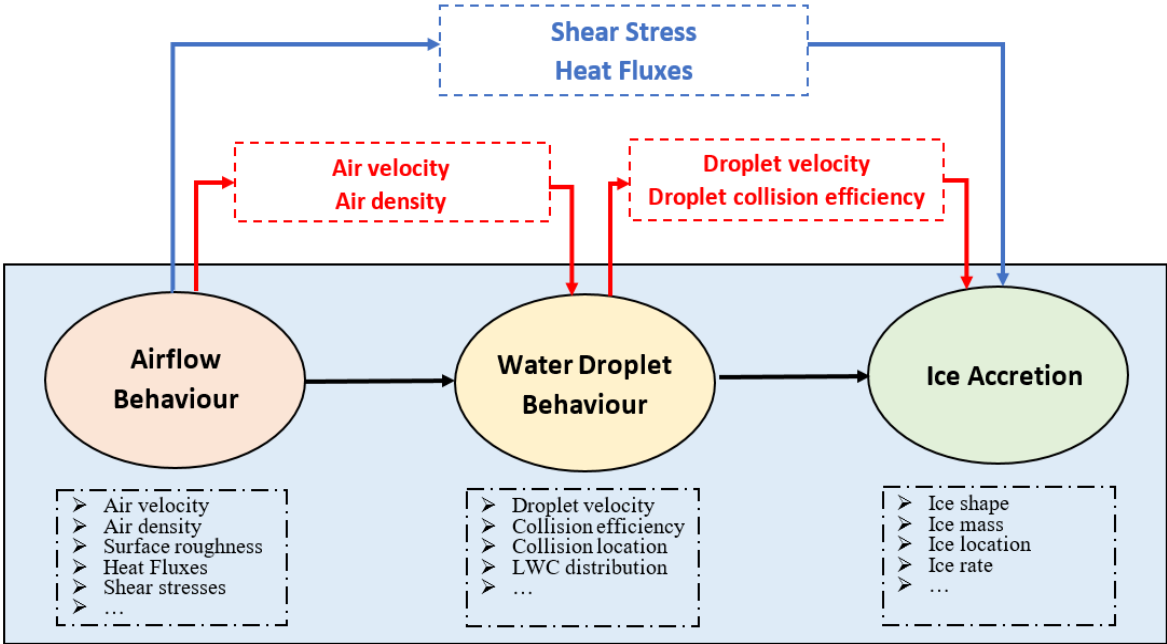 Shear Stress
Heat Fluxes
Air velocity
Air density
Droplet velocity
Droplet collision efficiency
Airflow
Behaviour
Water Droplet
Behaviour
Ice Accretion
➢ Air velocity
➢ Air density
➢ Surface roughness
➢ Heat Fluxes
➢ Shear stresses
➢ …
➢ Droplet velocity
➢ Collision efficiency
➢ Collision location
➢ LWC distribution
➢ …
➢ Ice shape
➢ Ice mass
➢ Ice location
➢ Ice rate
➢ …